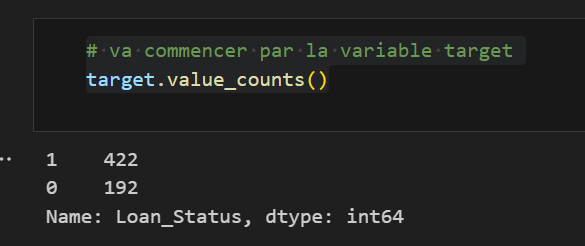 # va commencer par la variable target
target.value_counts()
1    422
0    192
Name: Loan_Status, dtype: int64